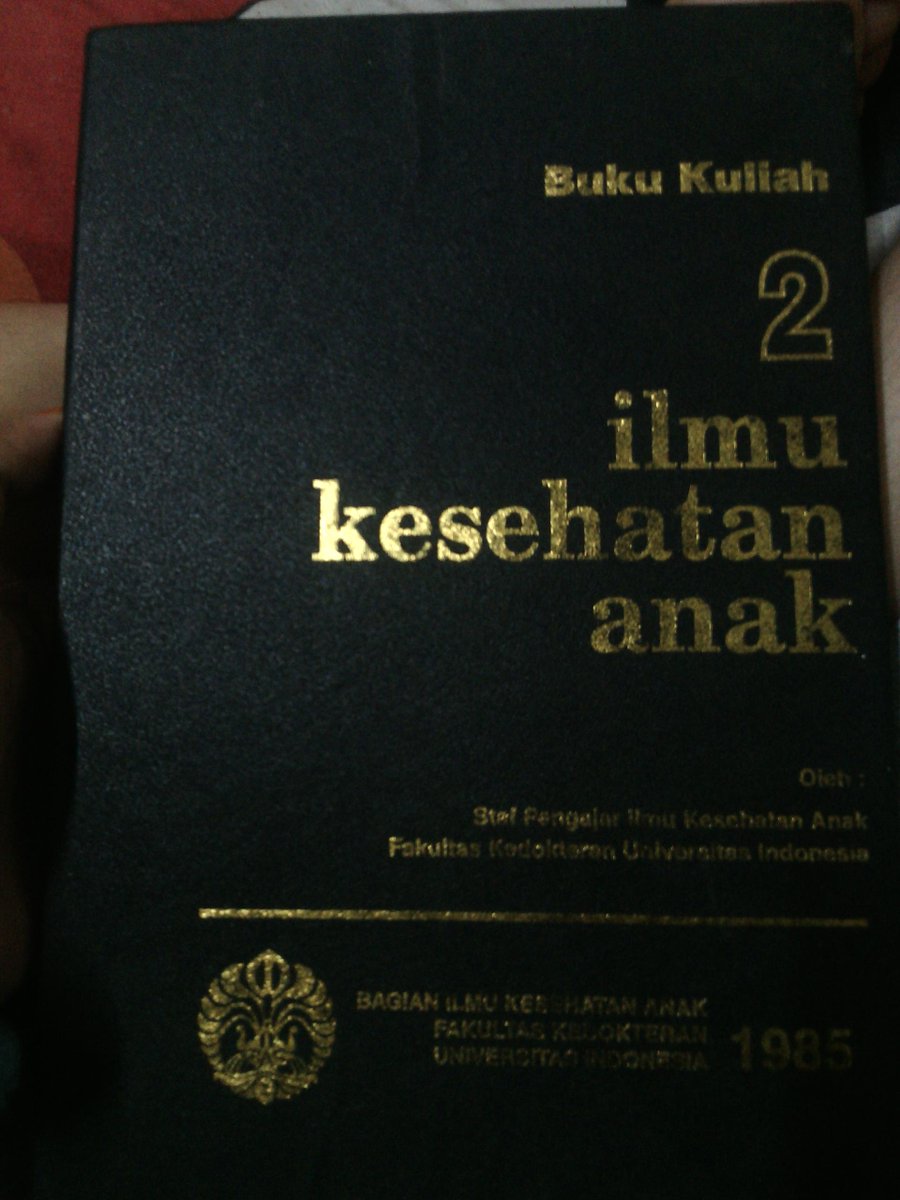 Buku Kuliah
2
ilmu
kesehatan
anak
Oleh :
Staf Pengajar Ilmu Kesehatan Anak
Fakultas Kedokteran Universitas Indonesia
BAGIAN ILMU KESEHATAN ANAK
FAKULTAS KEDOKTERAN
UNIVERSITAS INDONESIA
1985